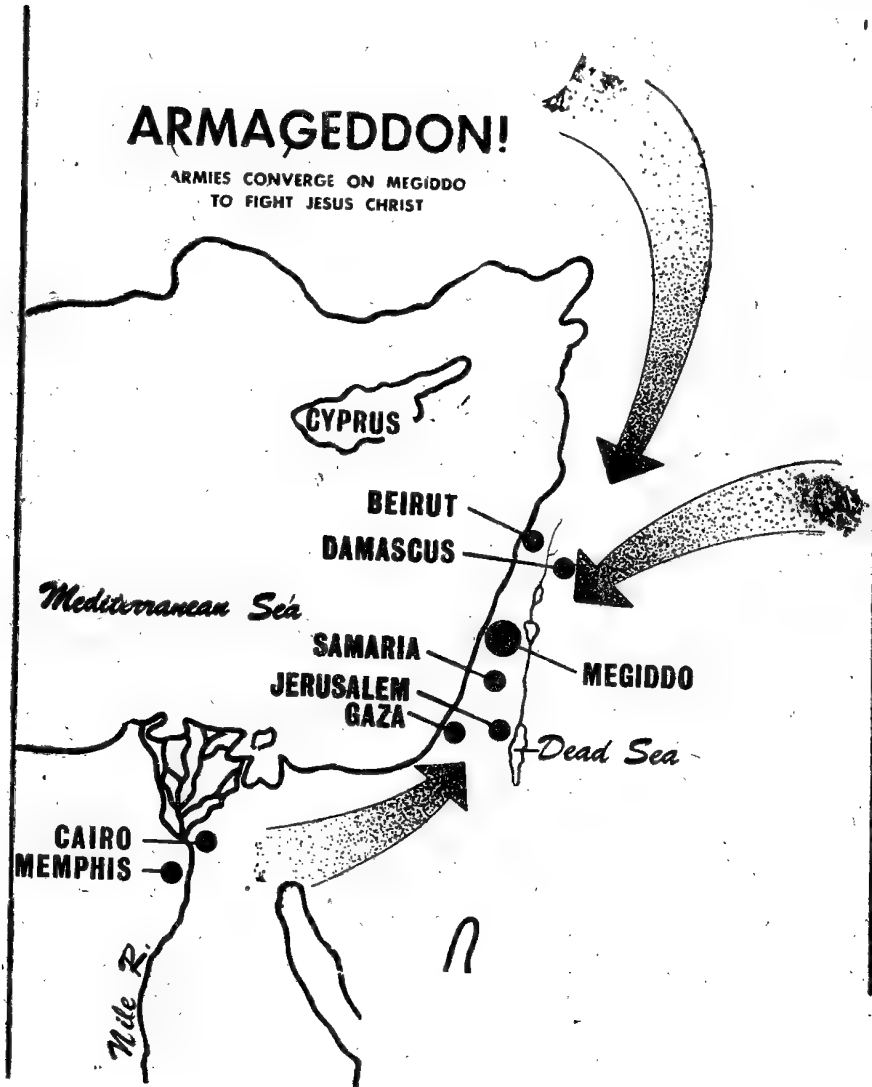 ARMAGEDDON!
ARMIES CONVERGE ON MEGIDDO
TO FIGHT JESUS CHRIST
CYPRUS
BEIRUT
DAMASCUS
Mediterranean Sea
SAMARIA
MEGIDDO
JERUSALEM
GAZA
Dead Sea
CAIRO
MEMPHIS
Nile R.